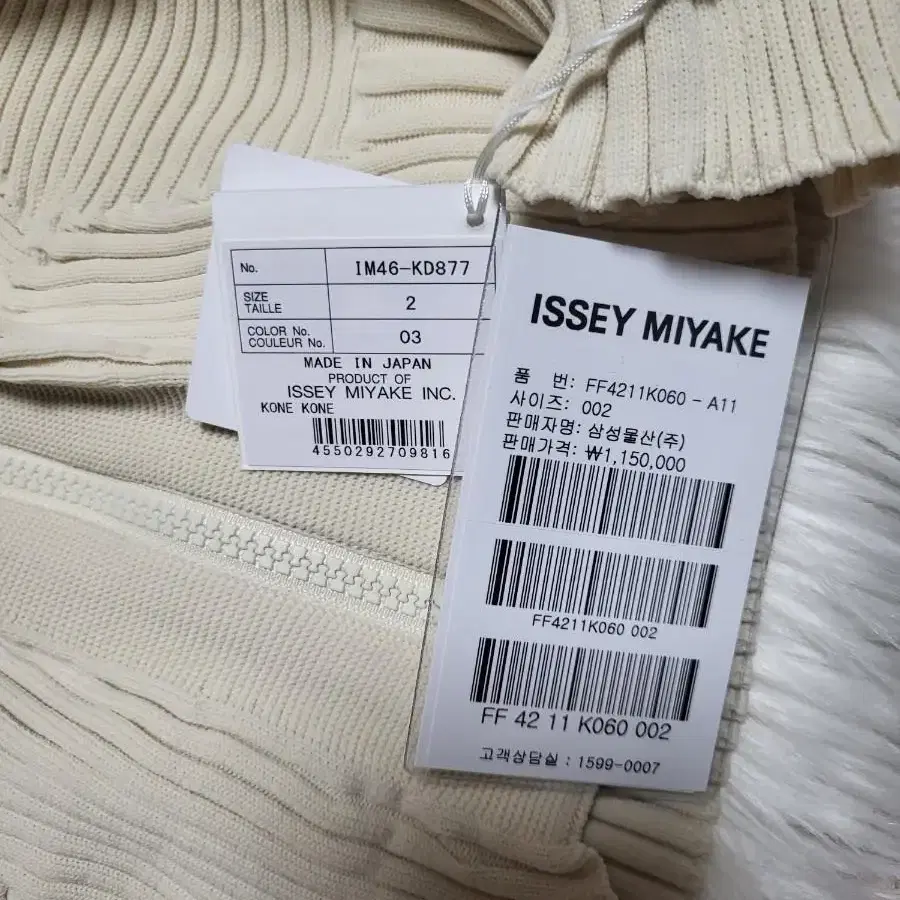 No. IM46-KD877
SIZE
TAILLE 2
COLOR No.
COULEUR No. 03
MADE IN JAPAN
PRODUCT OF
ISSEY MIYAKE INC.
KONE KONE
4550292709816
ISSEY MIYAKE
품 번: FF4211K060 - A11
사이즈: 002
판매자명: 삼성물산(주)
판매가격: ₩1,150,000
FF4211K060 002
FF 42 11 K060 002
고객상담실 : 1599-0007